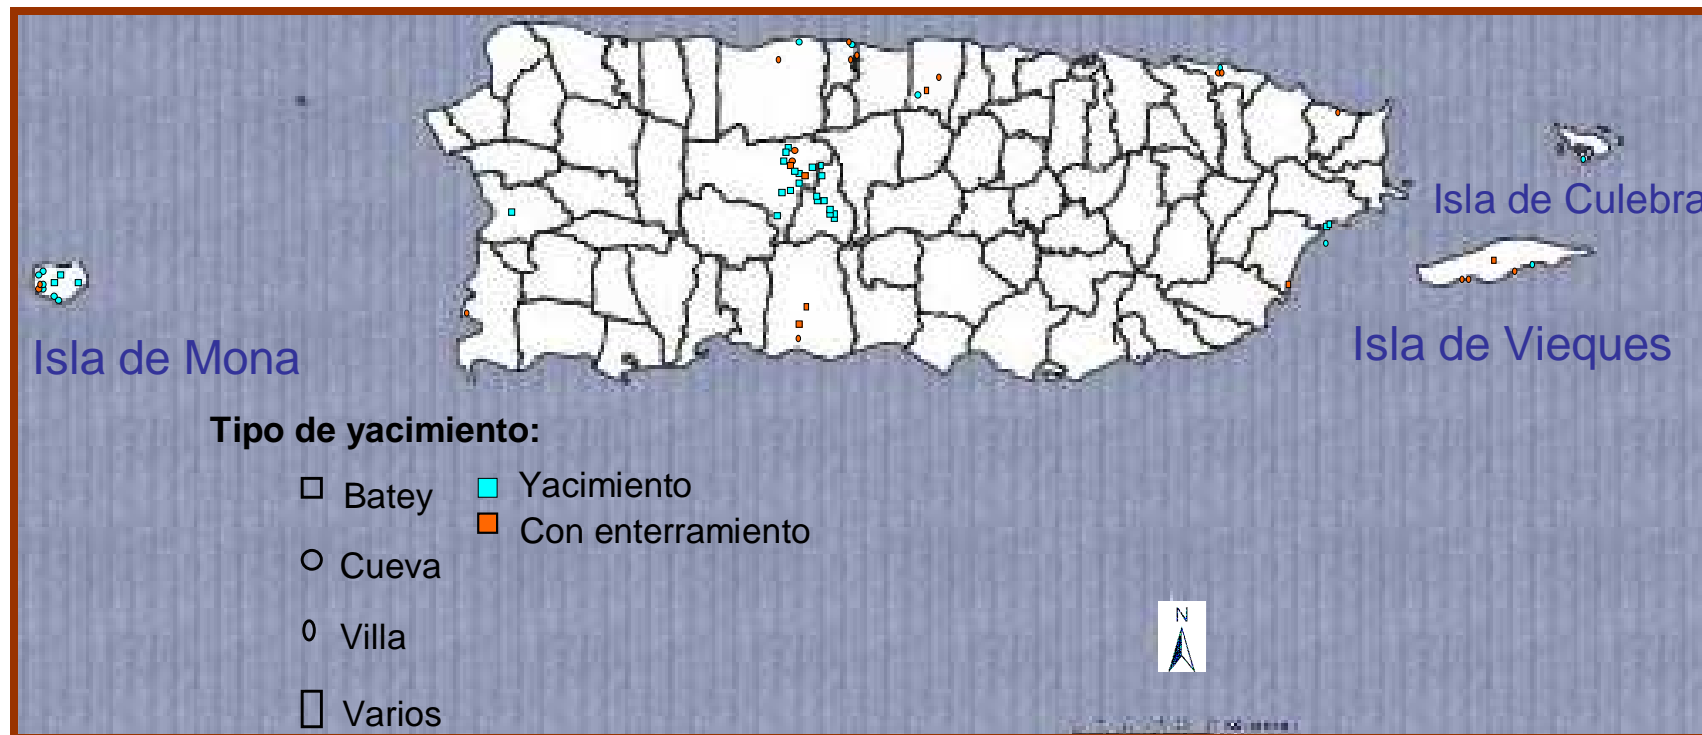 Isla de Culebra
Isla de Mona
Isla de Vieques
Tipo de yacimiento:
Batey
Yacimiento
Con enterramiento
Cueva
Villa
Varios
N